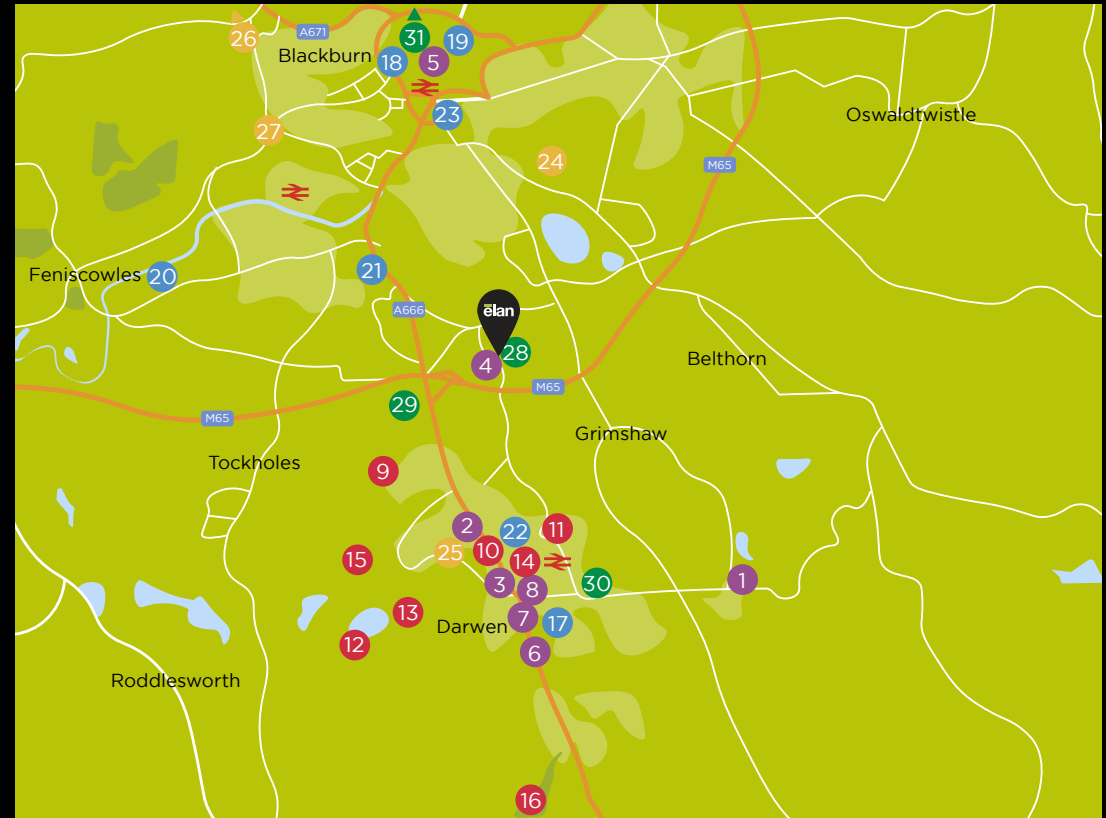 A671
26
31
19
Blackburn
18
5
23
Oswaldtwistle
27
24
M65
Feniscowles
20
21
A666
ēlan
28
4
Belthorn
M65
29
M65
Grimshaw
Tockholes
9
2
22
11
25
10
14
15
3
8
30
1
13
7
17
Darwen
12
6
Roddlesworth
16